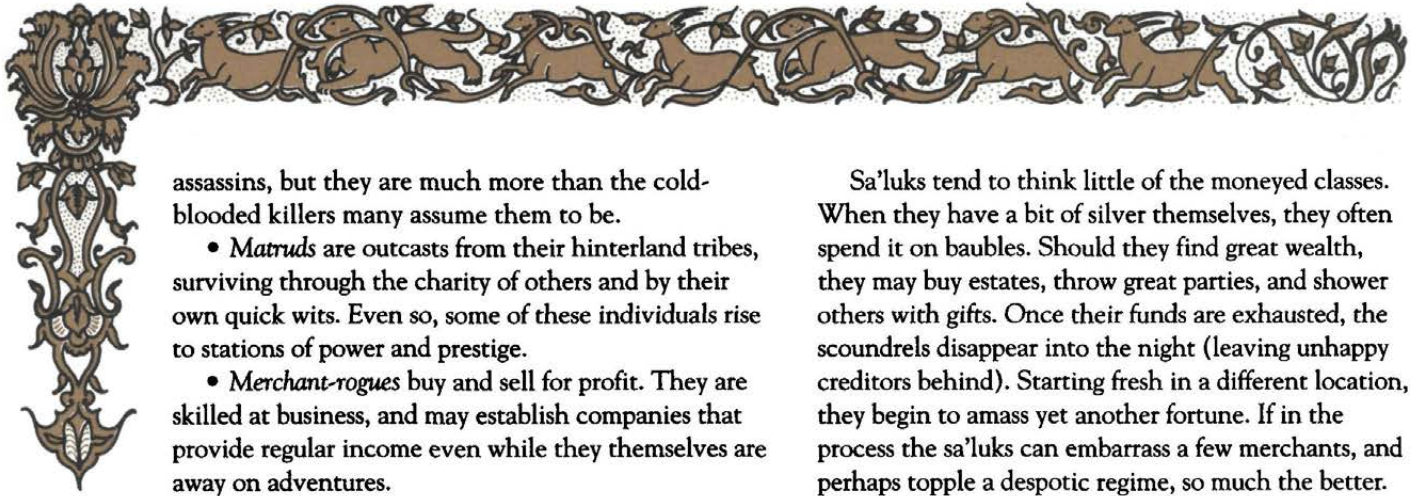 assassins, but they are much more than the cold-
blooded killers many assume them to be.
• Matruds are outcasts from their hinterland tribes,
surviving through the charity of others and by their
own quick wits. Even so, some of these individuals rise
to stations of power and prestige.
• Merchant-rogues buy and sell for profit. They are
skilled at business, and may establish companies that
provide regular income even while they themselves are
away on adventures.
Sa'luks tend to think little of the moneyed classes.
When they have a bit of silver themselves, they often
spend it on baubles. Should they find great wealth,
they may buy estates, throw great parties, and shower
others with gifts. Once their funds are exhausted, the
scoundrels disappear into the night (leaving unhappy
creditors behind). Starting fresh in a different location,
they begin to amass yet another fortune. If in the
process the sa'luks can embarrass a few merchants, and
perhaps topple a despotic regime, so much the better.